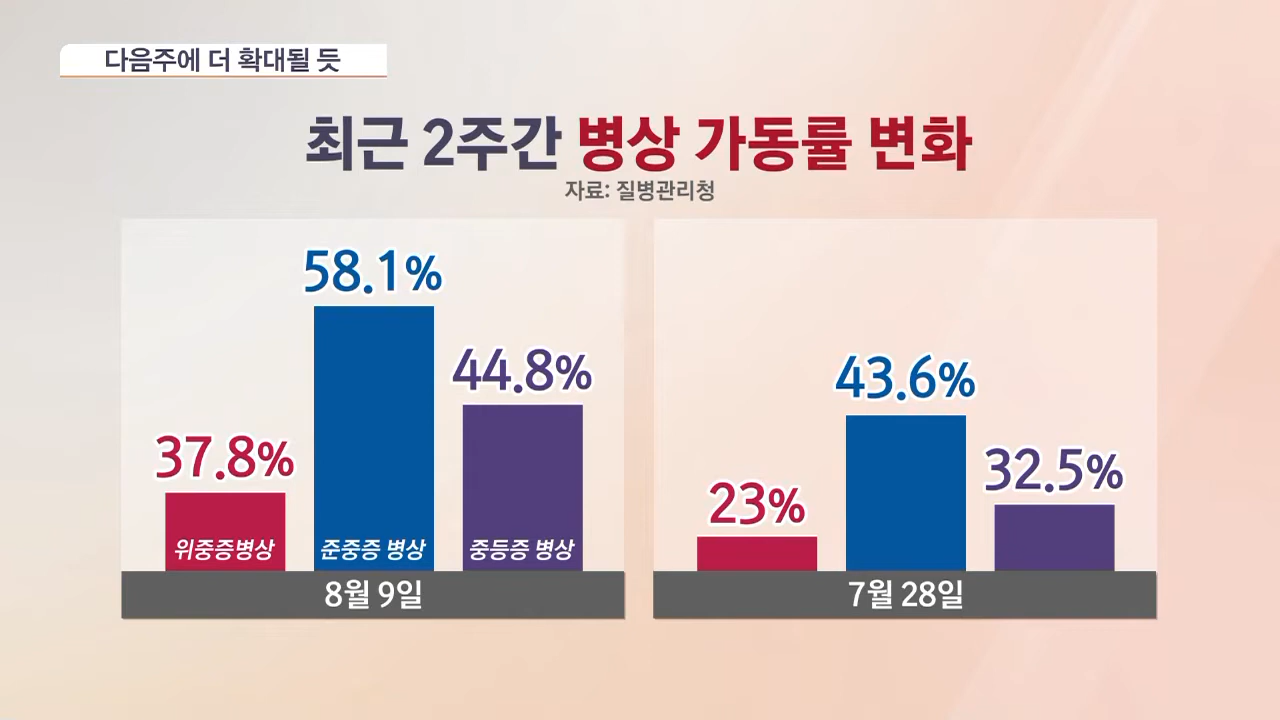 다음주에 더 확대될 듯
최근 2주간 병상 가동률 변화
자료: 질병관리청
58.1%
44.8%
37.8%
위중증병상
준중증 병상
중등증 병상
8월 9일
43.6%
32.5%
23%
7월 28일